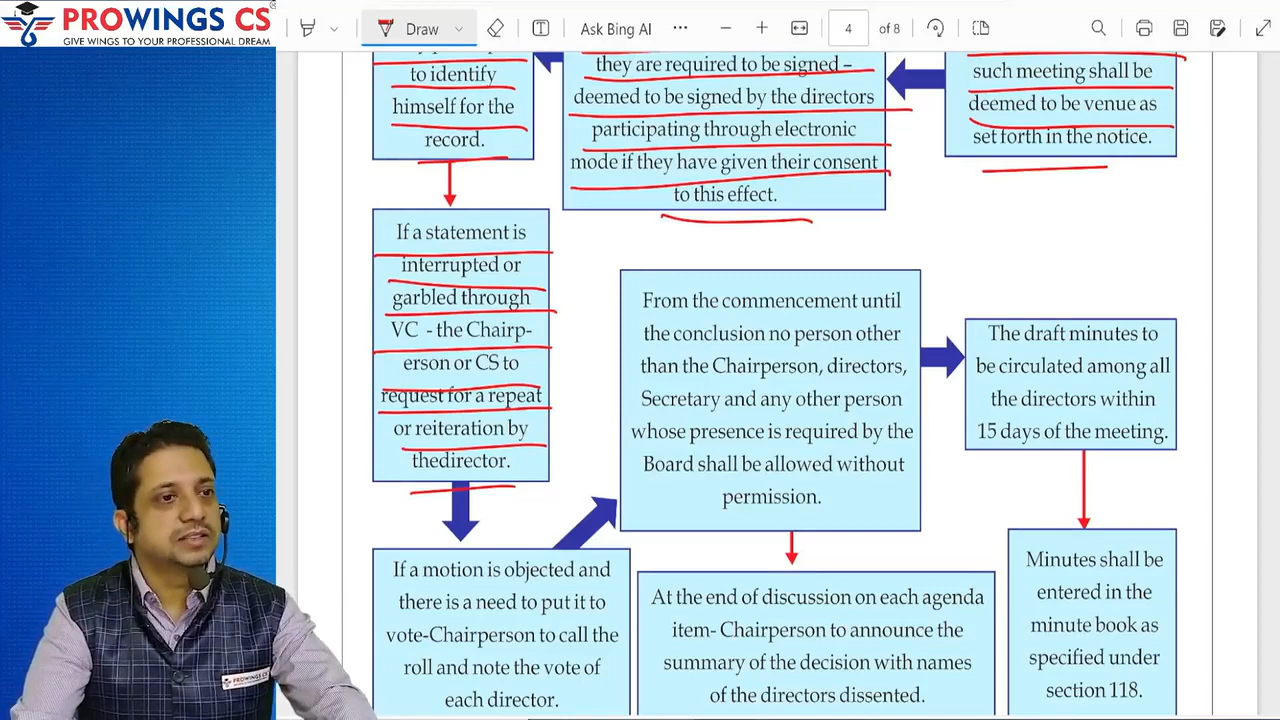 PROWINGS CS
GIVE WINGS TO YOUR PROFESSIONAL DREAM
Draw
Ask Bing AI
4
of 8
to identify
himself for the
record.
they are required to be signed –
deemed to be signed by the directors
participating through electronic
mode if they have given their consent
to this effect.
such meeting shall be
deemed to be venue as
set forth in the notice.
If a statement is
interrupted or
garbled through
VC - the Chairp-
erson or CS to
request for a repeat
or reiteration by
thedirector.
If a motion is objected and
there is a need to put it to
vote-Chairperson to call the
roll and note the vote of
each director.
From the commencement until
the conclusion no person other
than the Chairperson, directors,
Secretary and any other person
whose presence is required by the
Board shall be allowed without
permission.
At the end of discussion on each agenda
item- Chairperson to announce the
summary of the decision with names
of the directors dissented.
The draft minutes to
be circulated among all
the directors within
15 days of the meeting.
Minutes shall be
entered in the
minute book as
specified under
section 118.
PROWINGS CS